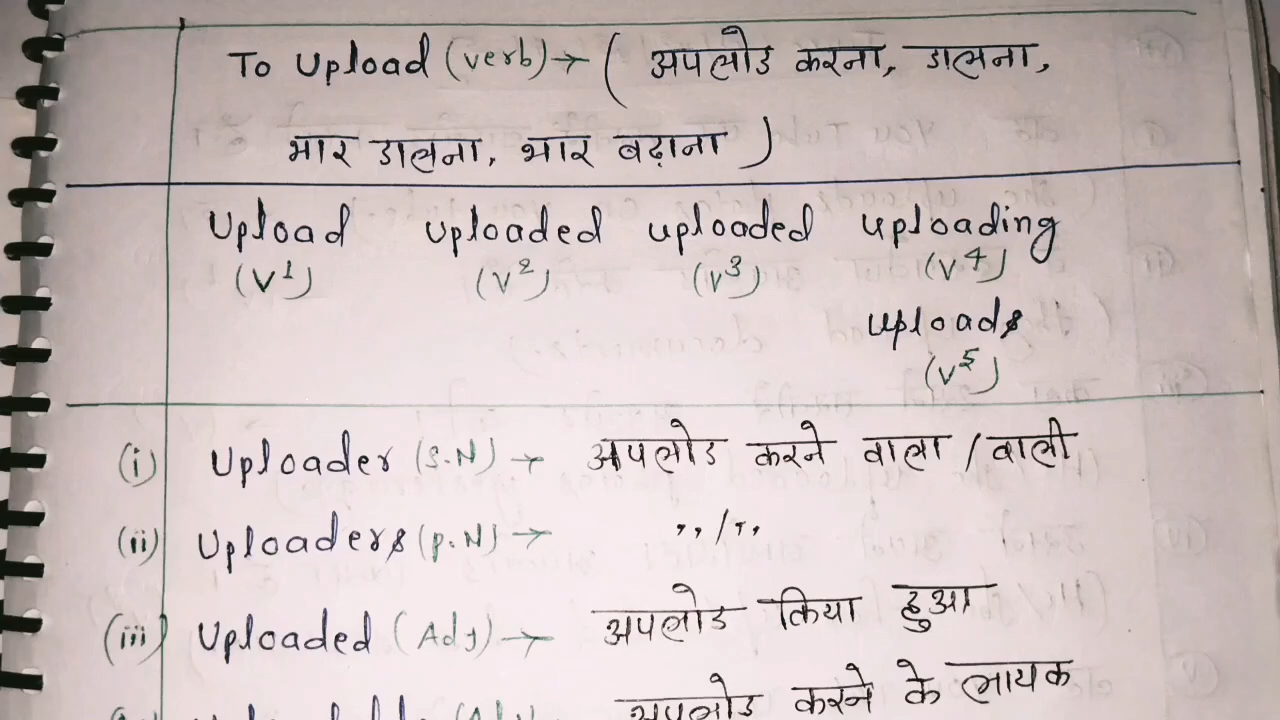 To Upload (verb) → ( अपलोड करना, डालना,
भार डालना, भार बढ़ाना )
Upload uploaded uploaded uploading
(V1) (V2) (V3) (V4)
uploads
(V5)
(i) Uploader (S.N) → अपलोड करने वाला / वाली
(ii) Uploaders (P.N) → ,, / ,,
(iii) Uploaded (Adj) → अपलोड किया हुआ
अपलोड करने के लायक